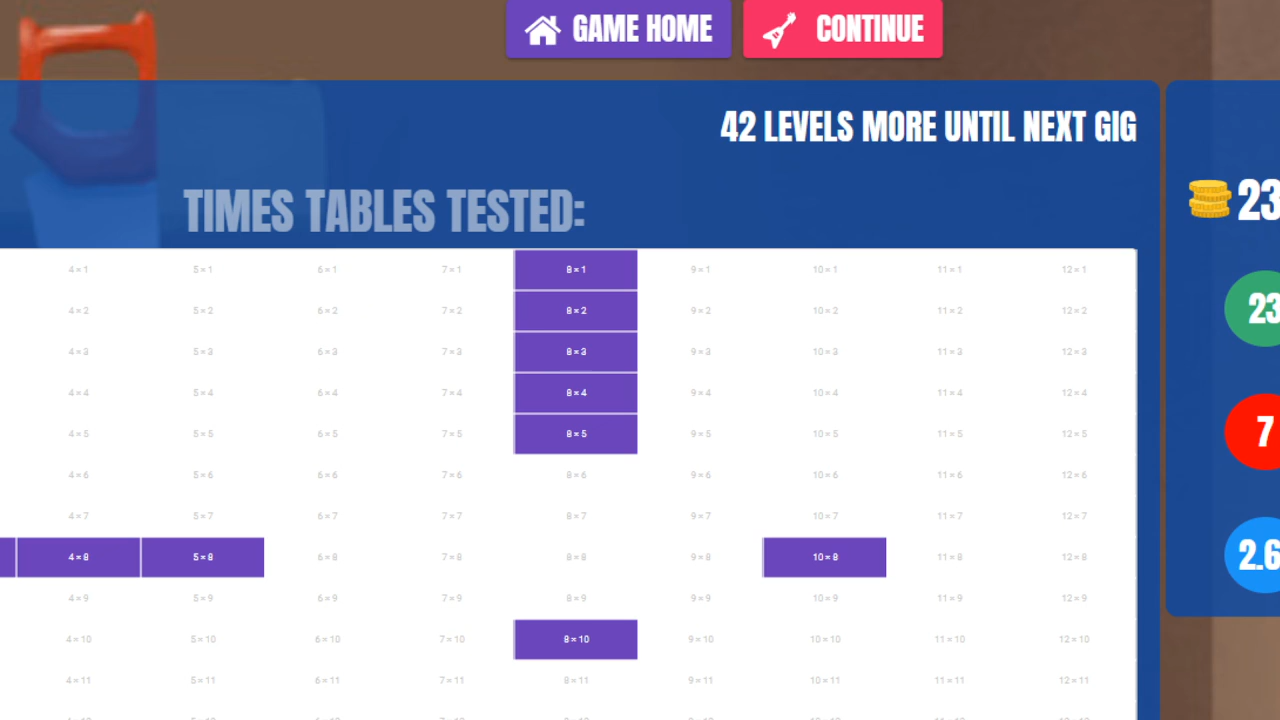 GAME HOME CONTINUE
42 LEVELS MORE UNTIL NEXT GIG
TIMES TABLES TESTED:
23
4×1 5×1 6×1 7×1 8×1 9×1 10×1 11×1 12×1
4×2 5×2 6×2 7×2 8×2 9×2 10×2 11×2 12×2
23
4×3 5×3 6×3 7×3 8×3 9×3 10×3 11×3 12×3
4×4 5×4 6×4 7×4 8×4 9×4 10×4 11×4 12×4
4×5 5×5 6×5 7×5 8×5 9×5 10×5 11×5 12×5
7
4×6 5×6 6×6 7×6 8×6 9×6 10×6 11×6 12×6
4×7 5×7 6×7 7×7 8×7 9×7 10×7 11×7 12×7
4×8 5×8 6×8 7×8 8×8 9×8 10×8 11×8 12×8
2.6
4×9 5×9 6×9 7×9 8×9 9×9 10×9 11×9 12×9
4×10 5×10 6×10 7×10 8×10 9×10 10×10 11×10 12×10
4×11 5×11 6×11 7×11 8×11 9×11 10×11 11×11 12×11